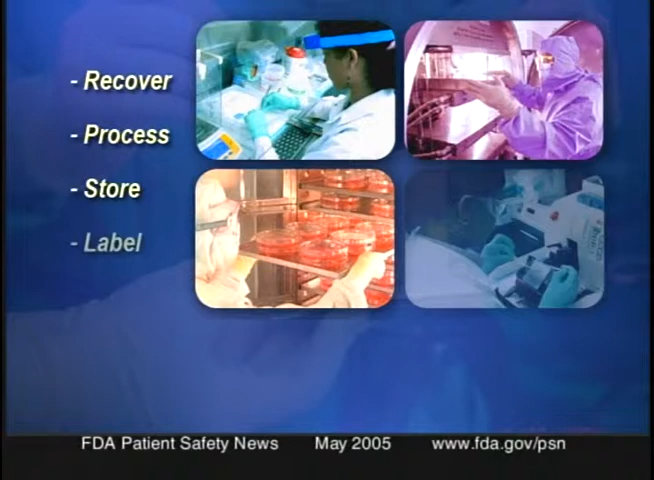 - Recover
- Process
- Store
- Label
FDA Patient Safety News May 2005 www.fda.gov/psn